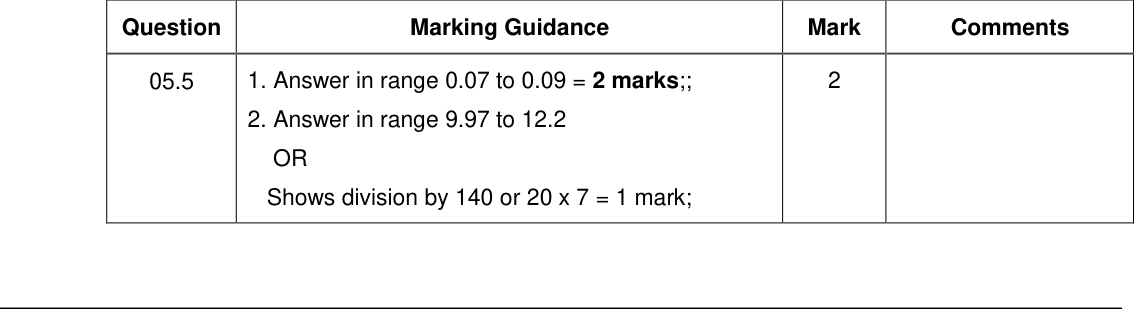 Question Marking Guidance Mark Comments
05.5 1. Answer in range 0.07 to 0.09 = 2 marks;; 2
2. Answer in range 9.97 to 12.2
OR
Shows division by 140 or 20 x 7 = 1 mark;